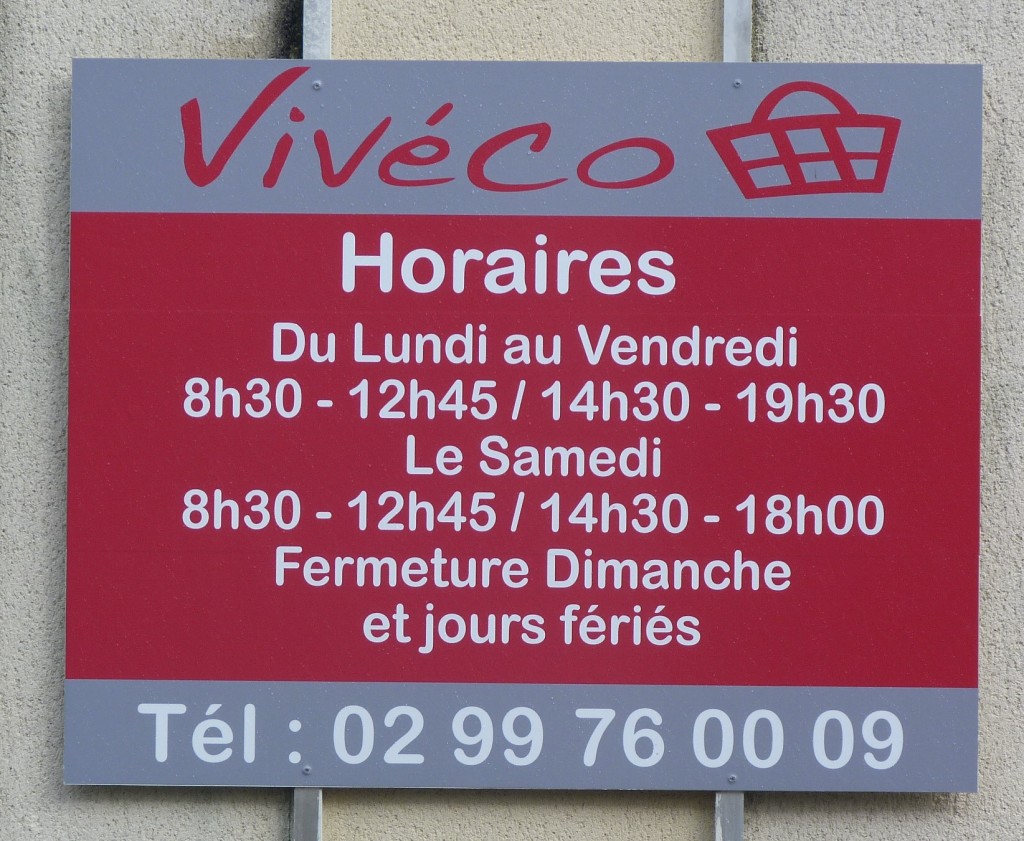 Vivéco
Horaires
Du Lundi au Vendredi
8h30 - 12h45 / 14h30 - 19h30
Le Samedi
8h30 - 12h45 / 14h30 - 18h00
Fermeture Dimanche
et jours fériés
Tél : 02 99 76 00 09